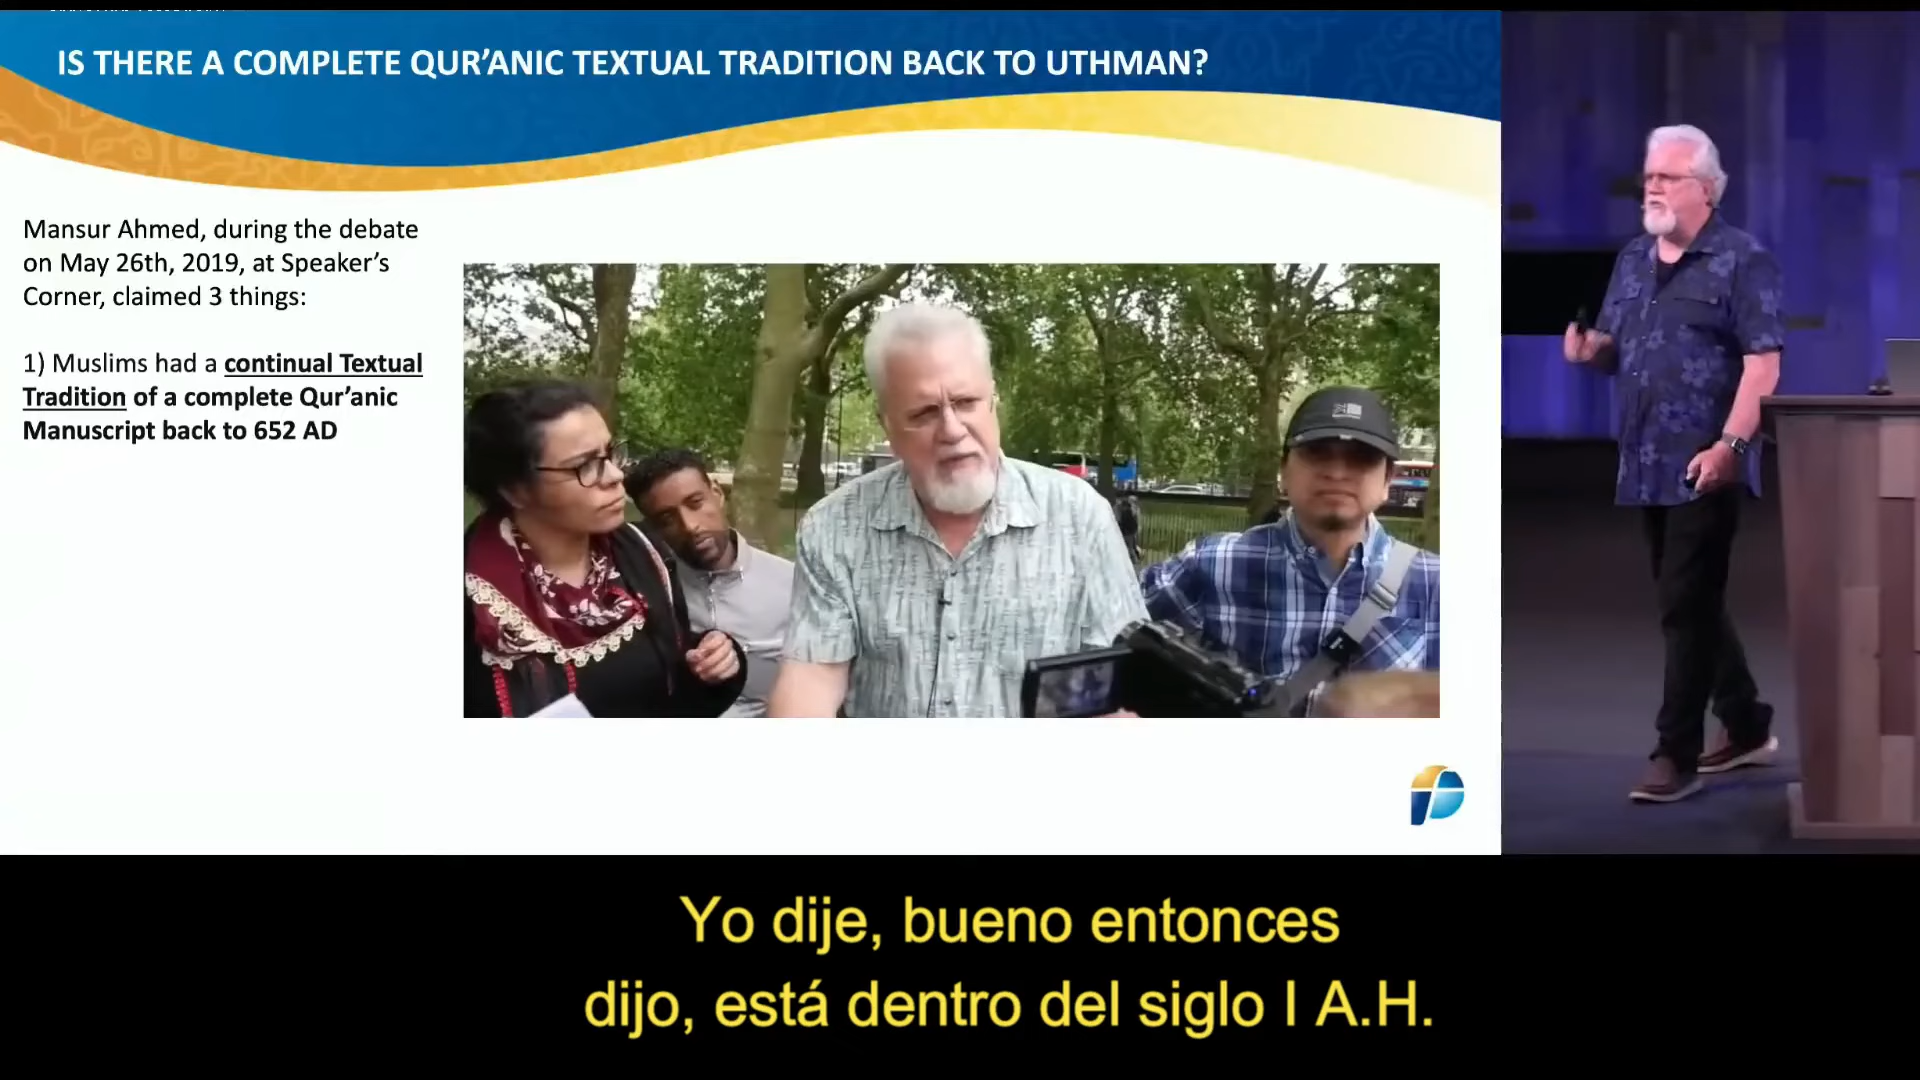 IS THERE A COMPLETE QUR’ANIC TEXTUAL TRADITION BACK TO UTHMAN?
Mansur Ahmed, during the debate
on May 26th, 2019, at Speaker’s
Corner, claimed 3 things:
1) Muslims had a continual Textual
Tradition of a complete Qur’anic
Manuscript back to 652 AD
Yo dije, bueno entonces
dijo, está dentro del siglo I A.H.